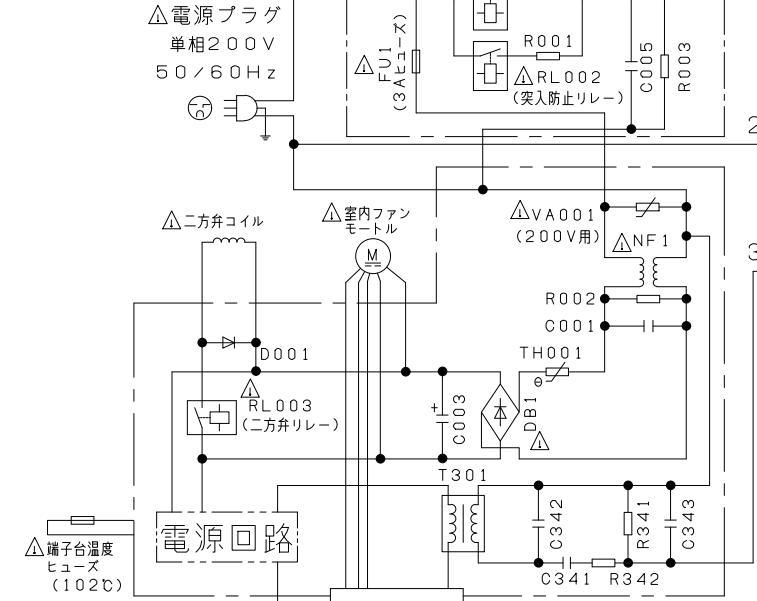 ⚠電源プラグ
単相200V
50/60Hz
⚠
FU1
(3Aヒューズ)
R001
⚠RL002
(突入防止リレー)
C005
R003
2
⚠二方弁コイル
⚠室内ファン
モートル
M
⚠VA001
(200V用)
⚠NF1
3
R002
C001
TH001
θ
D001
⚠
RL003
(二方弁リレー)
+
C003
DB1
⚠
T301
電源回路
C342
R341
C343
C341
R342
⚠端子台温度
ヒューズ
(102℃)